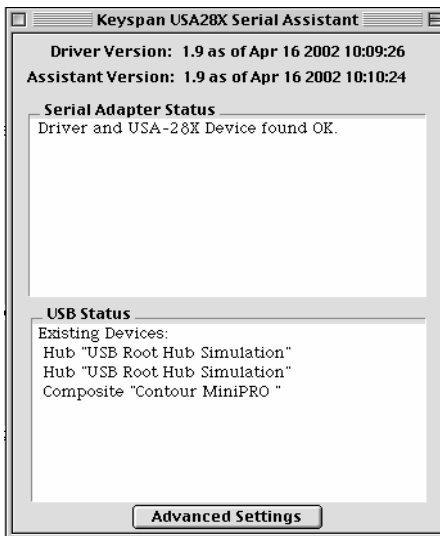 Keyspan USA28X Serial Assistant
Driver Version: 1.9 as of Apr 16 2002 10:09:26
Assistant Version: 1.9 as of Apr 16 2002 10:10:24
Serial Adapter Status
Driver and USA-28X Device found OK.
USB Status
Existing Devices:
Hub "USB Root Hub Simulation"
Hub "USB Root Hub Simulation"
Composite "Contour MiniPRO "
Advanced Settings